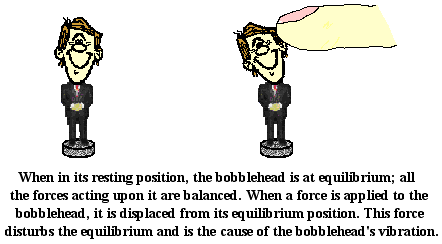 When in its resting position, the bobblehead is at equilibrium; all
the forces acting upon it are balanced. When a force is applied to the
bobblehead, it is displaced from its equilibrium position. This force
disturbs the equilibrium and is the cause of the bobblehead's vibration.